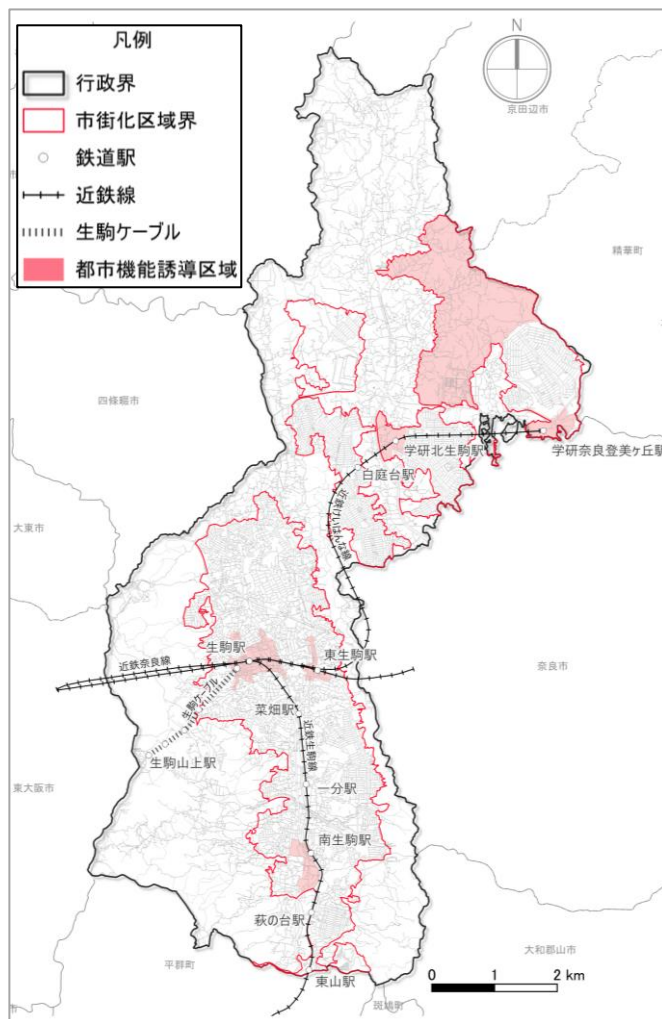 凡例
行政界
市街化区域界
鉄道駅
近鉄線
生駒ケーブル
都市機能誘導区域
N
京田辺市
精華町
四條畷市
学研北生駒駅
学研奈良登美ヶ丘駅
白庭台駅
近鉄けいはんな線
大東市
生駒駅
東生駒駅
近鉄奈良線
奈良市
生駒ケーブル
菜畑駅
近鉄生駒線
生駒山上駅
一分駅
東大阪市
南生駒駅
萩の台駅
平群町
東山駅
大和郡山市
斑鳩町
0 1 2 km